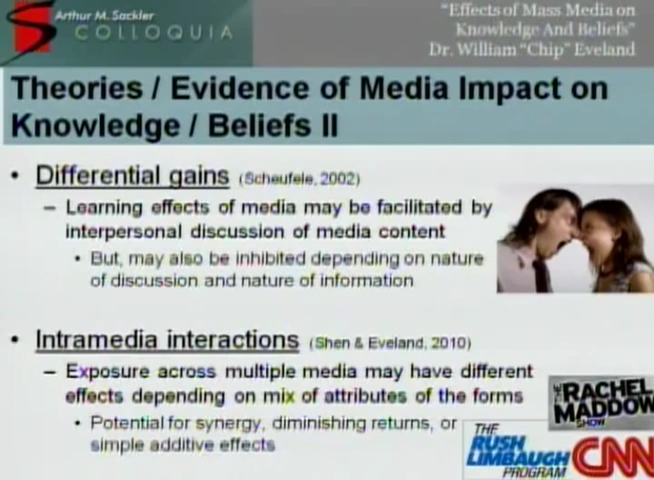 Arthur M. Sackler
COLLOQUIA
"Effects of Mass Media on
Knowledge And Beliefs"
Dr. William "Chip" Eveland
Theories / Evidence of Media Impact on
Knowledge / Beliefs II
• Differential gains (Scheufele, 2002)
– Learning effects of media may be facilitated by
interpersonal discussion of media content
• But, may also be inhibited depending on nature
of discussion and nature of information
• Intramedia interactions (Shen & Eveland, 2010)
– Exposure across multiple media may have different
effects depending on mix of attributes of the forms
• Potential for synergy, diminishing returns, or
simple additive effects
THE RACHEL
MADDOW
SHOW
THE
RUSH
LIMBAUGH
PROGRAM
CNN